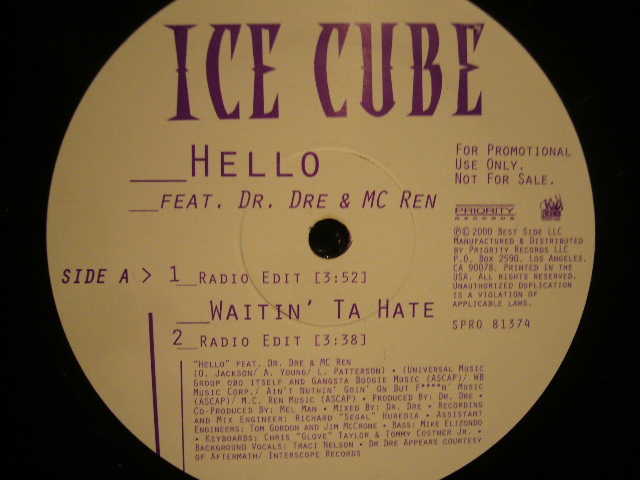 ICE CUBE
___HELLO
__FEAT. DR. DRE & MC REN
FOR PROMOTIONAL
USE ONLY.
NOT FOR SALE.
PRIORITY
RECORDS
℗© 2000 BEST SIDE LLC
MANUFACTURED & DISTRIBUTED
BY PRIORITY RECORDS LLC
P.O. BOX 2590, LOS ANGELES,
CA 90078. PRINTED IN THE
USA. ALL RIGHTS RESERVED.
UNAUTHORIZED DUPLICATION
IS A VIOLATION OF
APPLICABLE LAWS.
SPRO 81374
SIDE A > 1__RADIO EDIT [3:52]
__WAITIN' TA HATE
2__RADIO EDIT [3:38]
"HELLO" FEAT. DR. DRE & MC REN
(O. JACKSON/ A. YOUNG/ L. PATTERSON) • (UNIVERSAL MUSIC
GROUP OBO ITSELF AND GANGSTA BOOGIE MUSIC (ASCAP)/ WB
MUSIC CORP./ AIN'T NUTHIN' GOIN' ON BUT F****N' MUSIC
(ASCAP)/ M.C. REN MUSIC (ASCAP) • PRODUCED BY: DR. DRE •
CO-PRODUCED BY: MEL MAN • MIXED BY: DR. DRE • RECORDING
AND MIX ENGINEER: RICHARD "SEGAL" HUREDIA • ASSISTANT
ENGINEERS: TOM GORDON AND JIM MCCRONE • BASS: MIKE ELIZONDO
• KEYBOARDS: CHRIS "GLOVE" TAYLOR & TOMMY COSTNER JR. •
BACKGROUND VOCALS: TRACI NELSON • DR DRE APPEARS COURTESY
OF AFTERMATH/ INTERSCOPE RECORDS